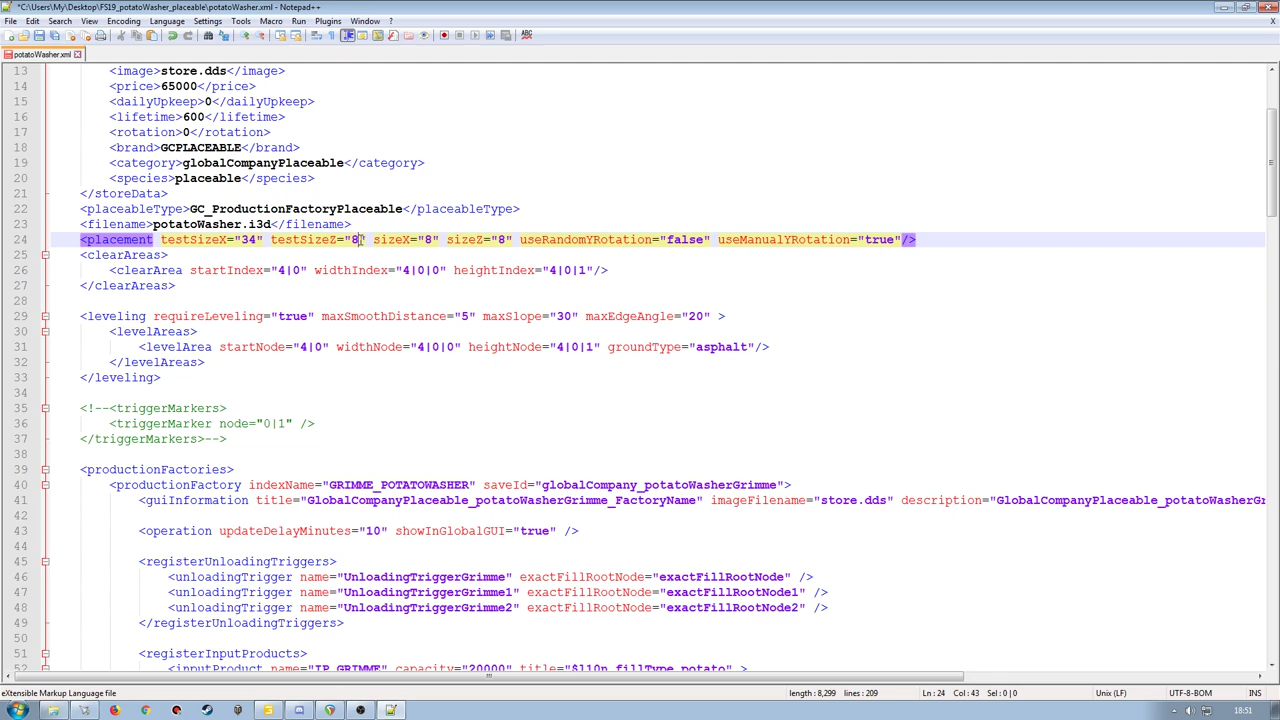 *C:\Users\My\Desktop\FS19_potatoWasher_placeable\potatoWasher.xml - Notepad++
File Edit Search View Encoding Language Settings Tools Macro Run Plugins Window ? X
potatoWasher.xml
13 <image>store.dds</image>
14 <price>65000</price>
15 <dailyUpkeep>0</dailyUpkeep>
16 <lifetime>600</lifetime>
17 <rotation>0</rotation>
18 <brand>GCPLACEABLE</brand>
19 <category>globalCompanyPlaceable</category>
20 <species>placeable</species>
21 </storeData>
22 <placeableType>GC_ProductionFactoryPlaceable</placeableType>
23 <filename>potatoWasher.i3d</filename>
24 <placement testSizeX="34" testSizeZ="8" sizeX="8" sizeZ="8" useRandomYRotation="false" useManualYRotation="true"/>
25 <clearAreas>
26 <clearArea startIndex="4|0" widthIndex="4|0|0" heightIndex="4|0|1"/>
27 </clearAreas>
28
29 <leveling requireLeveling="true" maxSmoothDistance="5" maxSlope="30" maxEdgeAngle="20" >
30 <levelAreas>
31 <levelArea startNode="4|0" widthNode="4|0|0" heightNode="4|0|1" groundType="asphalt"/>
32 </levelAreas>
33 </leveling>
34
35 <!--<triggerMarkers>
36 <triggerMarker node="0|1" />
37 </triggerMarkers>-->
38
39 <productionFactories>
40 <productionFactory indexName="GRIMME_POTATOWASHER" saveId="globalCompany_potatoWasherGrimme">
41 <guiInformation title="GlobalCompanyPlaceable_potatoWasherGrimme_FactoryName" imageFilename="store.dds" description="GlobalCompanyPlaceable_potatoWasherGr
42
43 <operation updateDelayMinutes="10" showInGlobalGUI="true" />
44
45 <registerUnloadingTriggers>
46 <unloadingTrigger name="UnloadingTriggerGrimme" exactFillRootNode="exactFillRootNode" />
47 <unloadingTrigger name="UnloadingTriggerGrimme1" exactFillRootNode="exactFillRootNode1" />
48 <unloadingTrigger name="UnloadingTriggerGrimme2" exactFillRootNode="exactFillRootNode2" />
49 </registerUnloadingTriggers>
50
51 <registerInputProducts>
52 <inputProduct name="IP_GRIMME" capacity="20000" title="$l10n_fillType_potato" >
eXtensible Markup Language file length : 8,299 lines : 209 Ln : 24 Col : 43 Sel : 0 | 0 Unix (LF) UTF-8-BOM INS
18:51